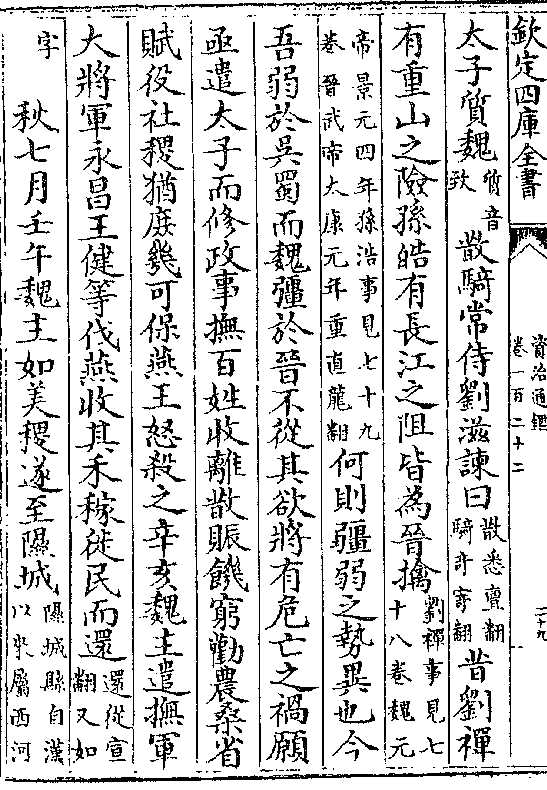 欽定四庫全書
資治通鑑
卷一百二十二
二十九
太子質魏質音致散騎常侍劉滋諫曰散悉亶翻騎奇寄翻昔劉禪
有重山之險孫皓有長江之阻皆為晉擒劉禪事見七十八卷魏元
帝景元四年孫浩事見七十九卷晉武帝太康元年重直龍翻何則彊弱之勢異也今
吾弱於吳蜀而魏彊於晉不從其欲將有危亡之禍願
亟遣太子而修政事撫百姓收離散賑饑窮勸農桑省
賦役社稷猶庶幾可保燕王怒殺之辛亥魏主遣撫軍
大將軍永昌王健等伐燕收其禾稼徙民而還還從宣翻又如
字秋七月壬午魏主如美稷遂至隰城隰城縣自漢以來屬西河